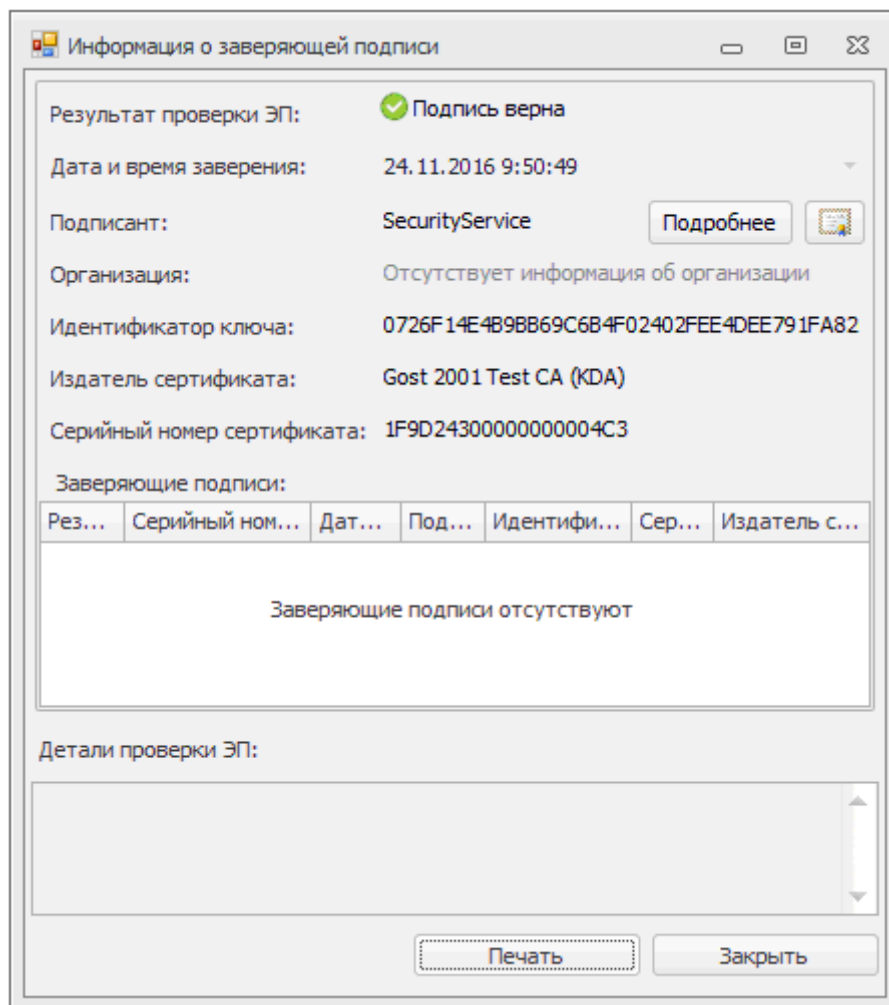 Информация о заверяющей подписи
Результат проверки ЭП: Подпись верна
Дата и время заверения: 24.11.2016 9:50:49
Подписант: SecurityService Подробнее
Организация: Отсутствует информация об организации
Идентификатор ключа: 0726F14E4B9BB69C6B4F02402FEE4DEE791FA82
Издатель сертификата: Gost 2001 Test CA (KDA)
Серийный номер сертификата: 1F9D24300000000004C3
Заверяющие подписи:
Рез... Серийный ном... Дат... Под... Идентифи... Сер... Издатель с...
Заверяющие подписи отсутствуют
Детали проверки ЭП:
Печать Закрыть